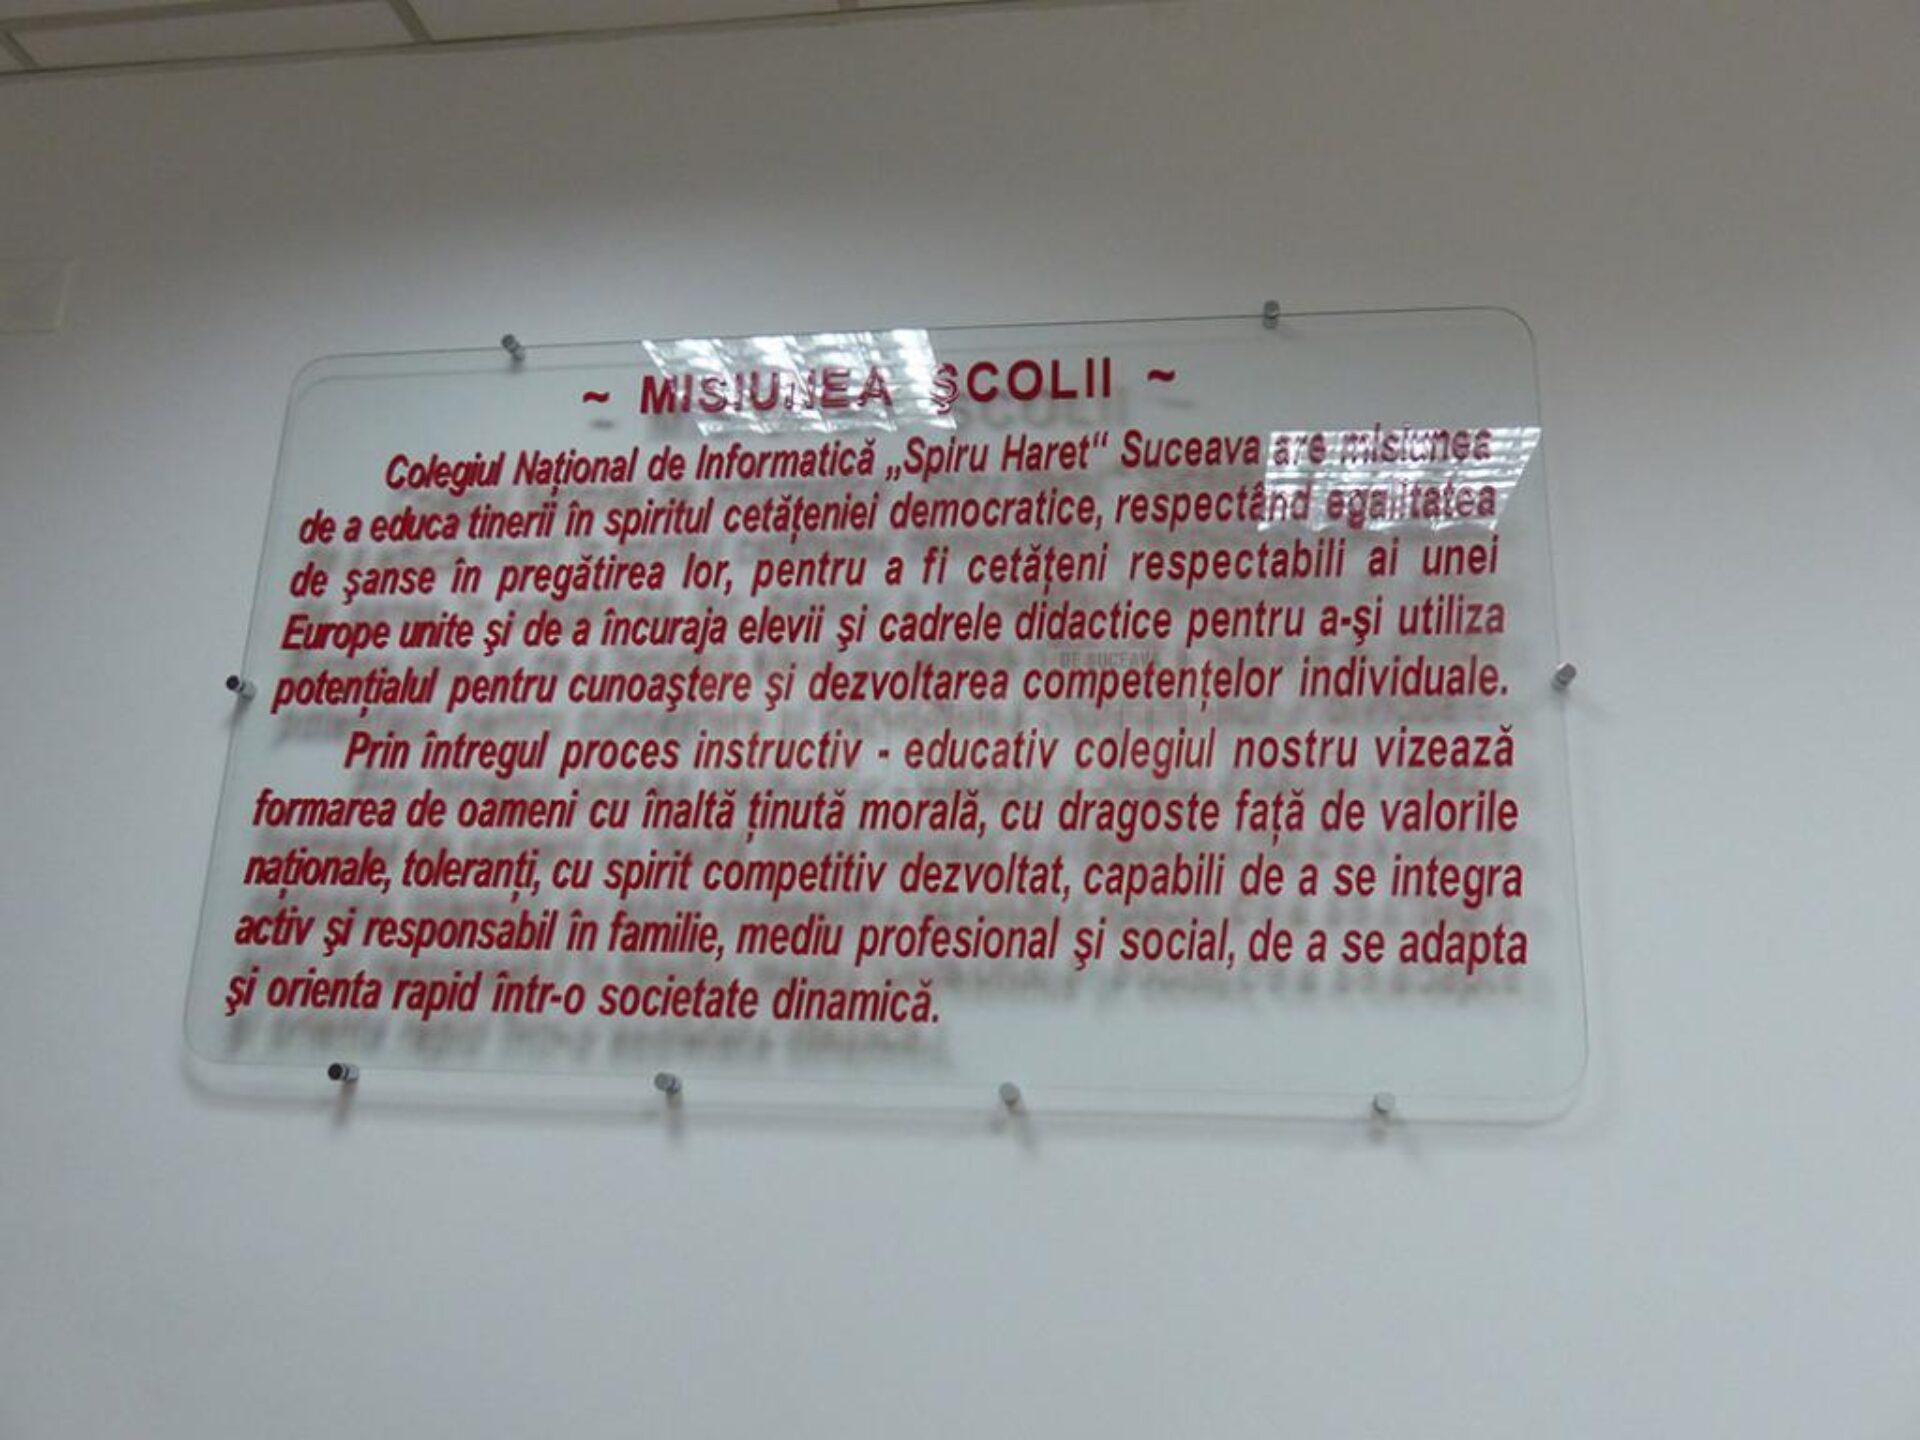 ~ MISIUNEA ŞCOLII ~
Colegiul Naţional de Informatică „Spiru Haret“ Suceava are misiunea
de a educa tinerii în spiritul cetăţeniei democratice, respectând egalitatea
de şanse în pregătirea lor, pentru a fi cetăţeni respectabili ai unei
Europe unite şi de a încuraja elevii şi cadrele didactice pentru a-şi utiliza
potenţialul pentru cunoaştere şi dezvoltarea competenţelor individuale.
Prin întregul proces instructiv - educativ colegiul nostru vizează
formarea de oameni cu înaltă ţinută morală, cu dragoste faţă de valorile
naţionale, toleranţi, cu spirit competitiv dezvoltat, capabili de a se integra
activ şi responsabil în familie, mediu profesional şi social, de a se adapta
şi orienta rapid într-o societate dinamică.
DE SUCEAVA